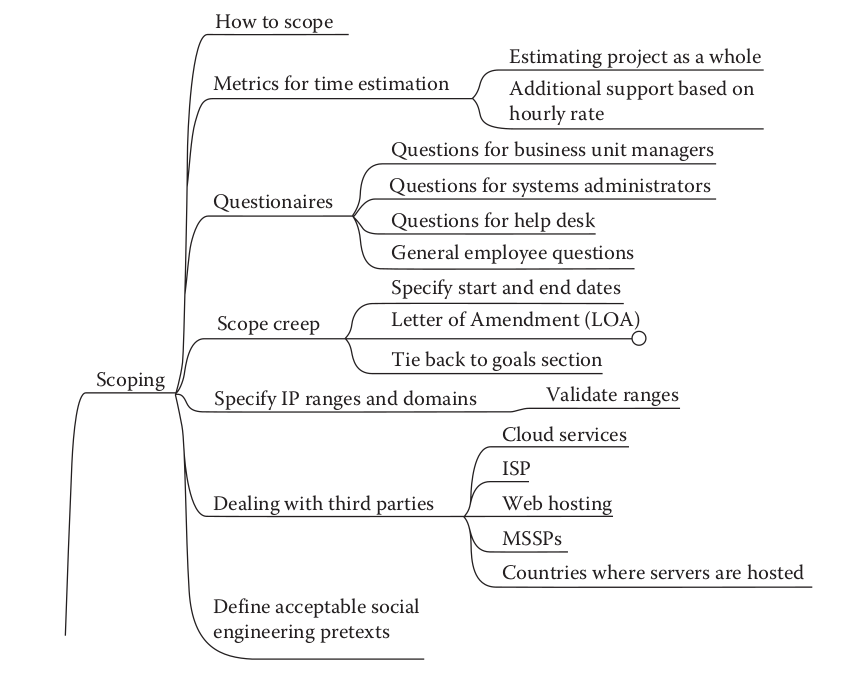 How to scope
Estimating project as a whole
Metrics for time estimation
Additional support based on
hourly rate
Questions for business unit managers
Questions for systems administrators
Questionaires
Questions for help desk
General employee questions
Specify start and end dates
Scope creep
Letter of Amendment (LOA)
Tie back to goals section
Scoping
Specify IP ranges and domains
Validate ranges
Cloud services
ISP
Dealing with third parties
Web hosting
MSSPs
Countries where servers are hosted
Define acceptable social
engineering pretexts